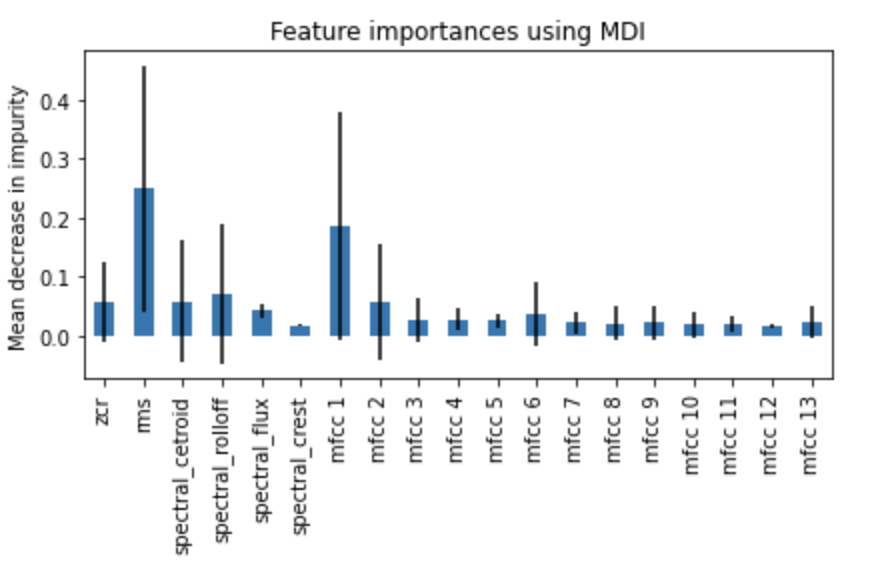 Feature importances using MDI
Mean decrease in impurity
0.4
0.3
0.2
0.1
0.0
zcr
rms
spectral_cetroid
spectral_rolloff
spectral_flux
spectral_crest
mfcc 1
mfcc 2
mfcc 3
mfcc 4
mfcc 5
mfcc 6
mfcc 7
mfcc 8
mfcc 9
mfcc 10
mfcc 11
mfcc 12
mfcc 13